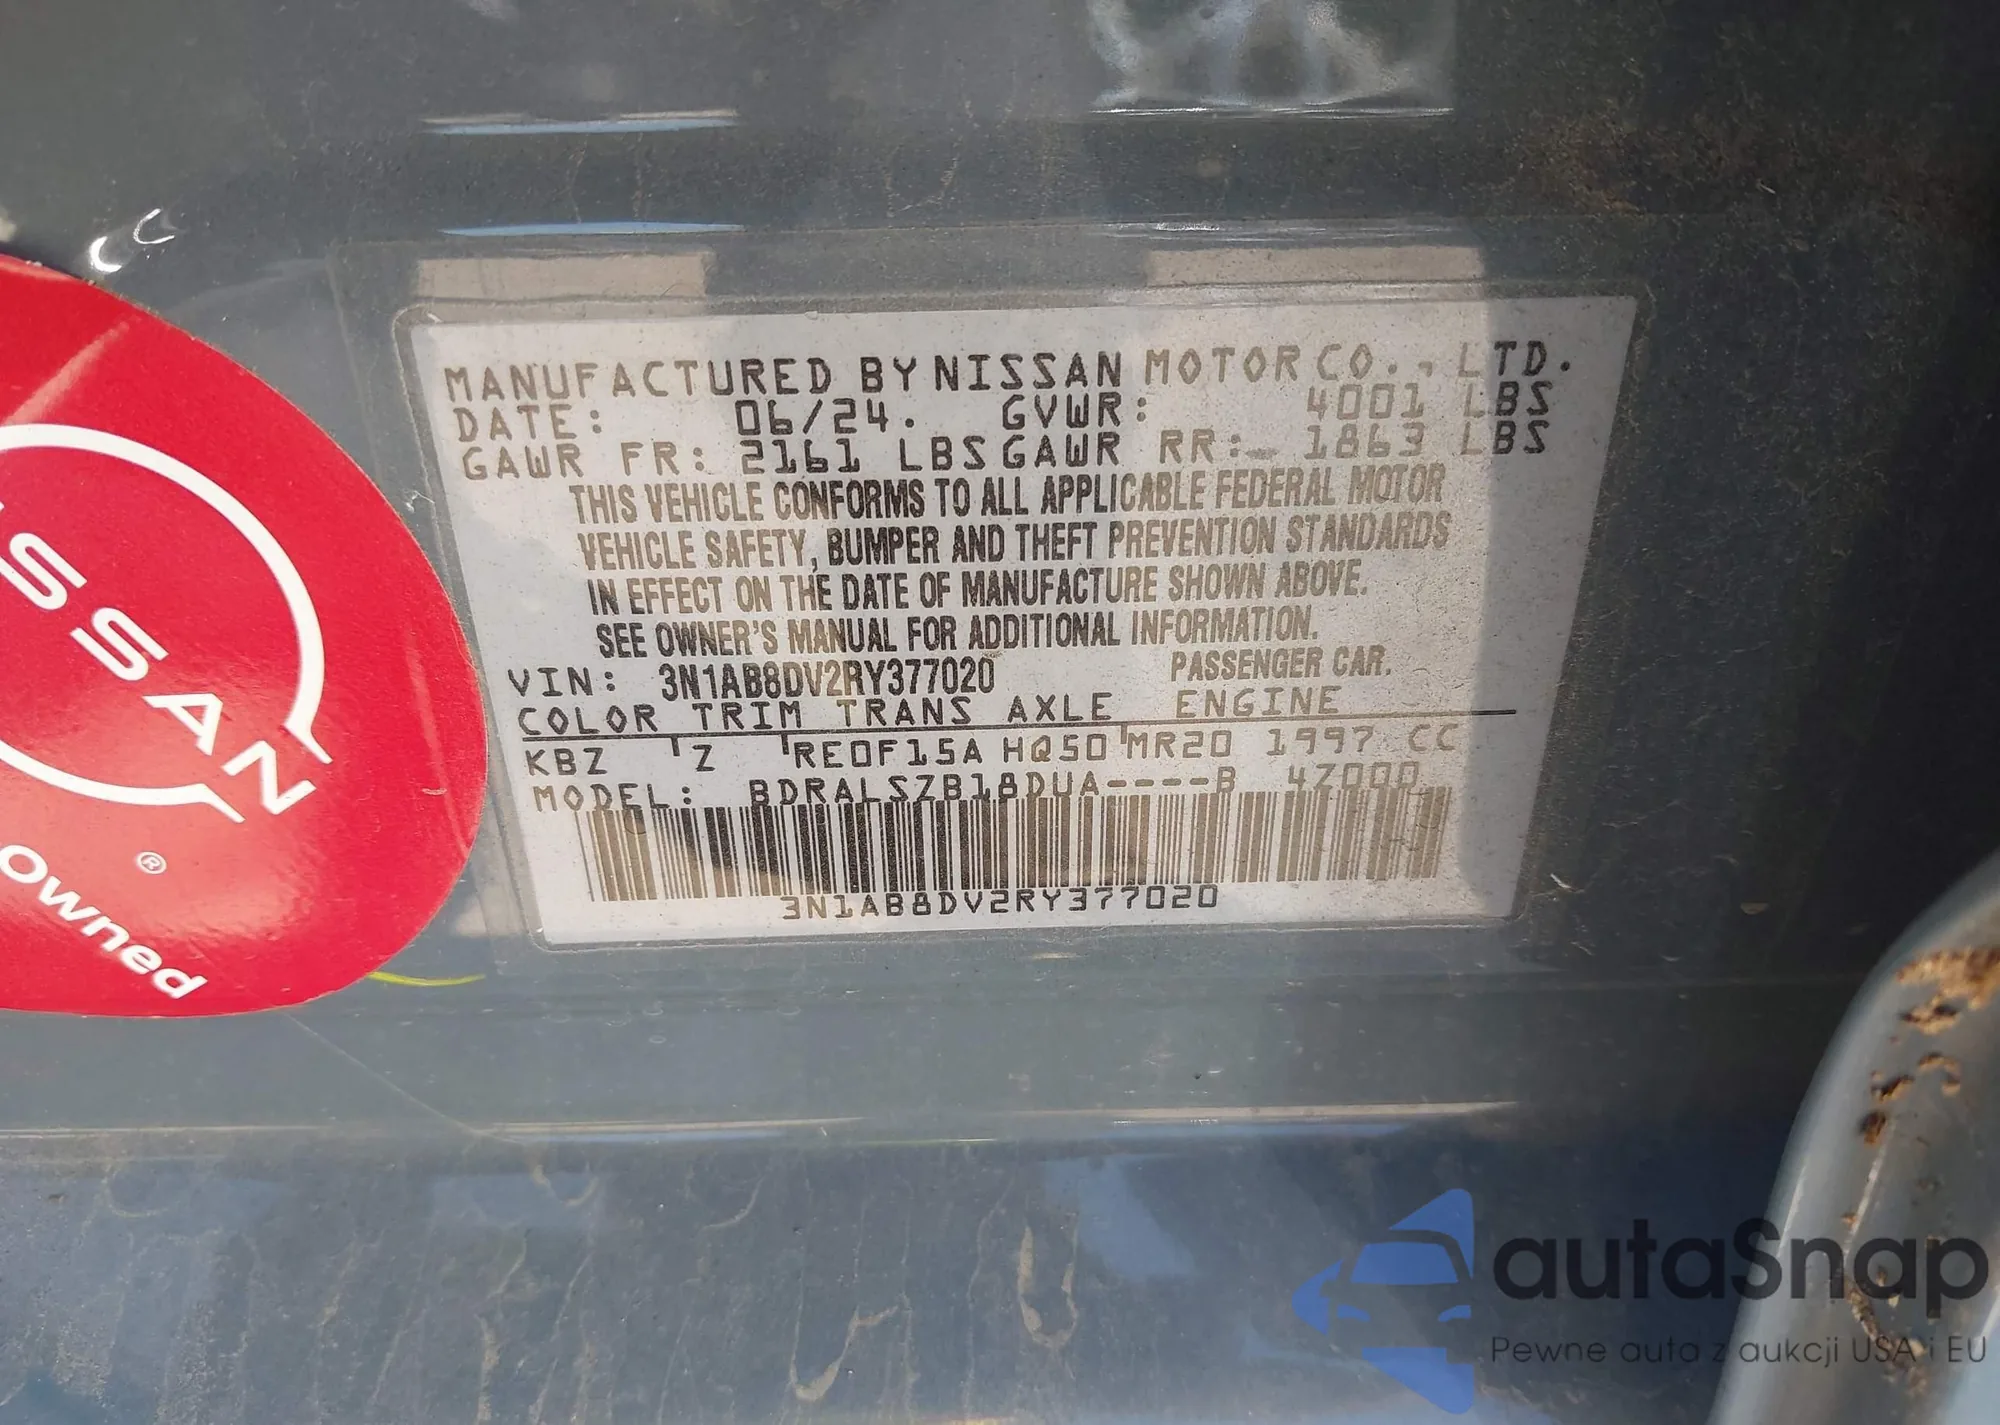 MANUFACTURED BY NISSAN MOTOR CO., LTD.
DATE: 06/24. GVWR: 4001 LBS
GAWR FR: 2161 LBS GAWR RR: 1863 LBS
THIS VEHICLE CONFORMS TO ALL APPLICABLE FEDERAL MOTOR
VEHICLE SAFETY, BUMPER AND THEFT PREVENTION STANDARDS
IN EFFECT ON THE DATE OF MANUFACTURE SHOWN ABOVE.
SEE OWNER'S MANUAL FOR ADDITIONAL INFORMATION.
VIN: 3N1AB8DV2RY377020 PASSENGER CAR.
COLOR TRIM TRANS AXLE ENGINE
KBZ Z RE0F15A HQ50 MR20 1997 CC
MODEL: BDRALSZB18DUA----B 4Z000
3N1AB8DV2RY377020
ISSAN
®
Owned
autaSnap
Pewne auta z aukcji USA i EU